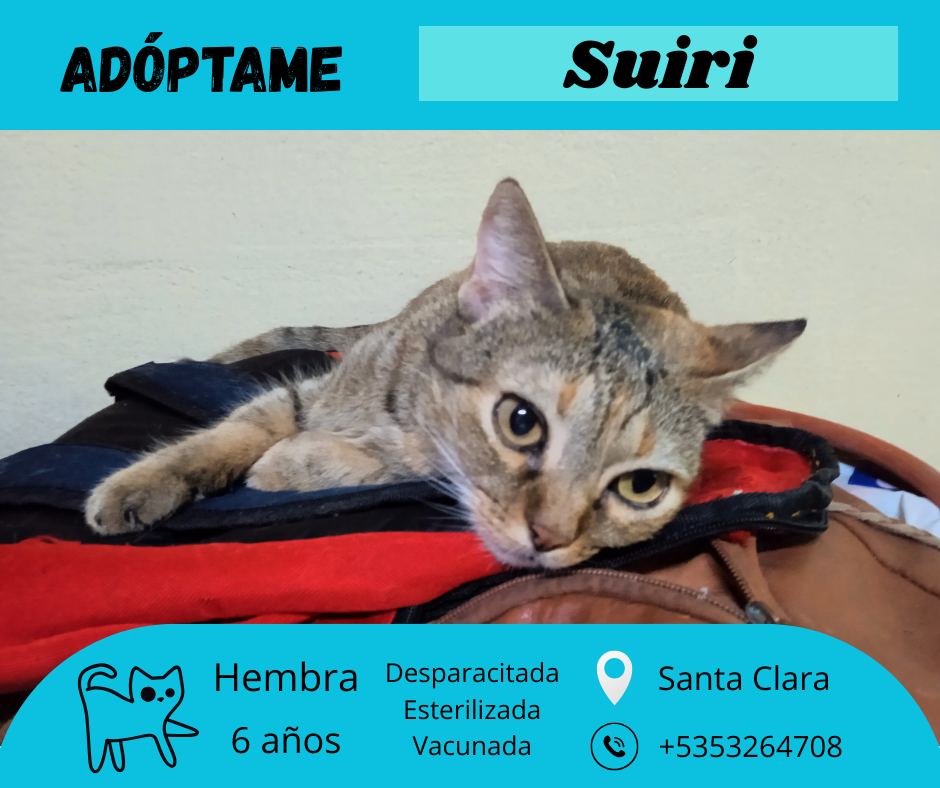 ADÓPTAME
Suiri
Hembra
6 años
Desparacitada
Esterilizada
Vacunada
Santa Clara
+5353264708